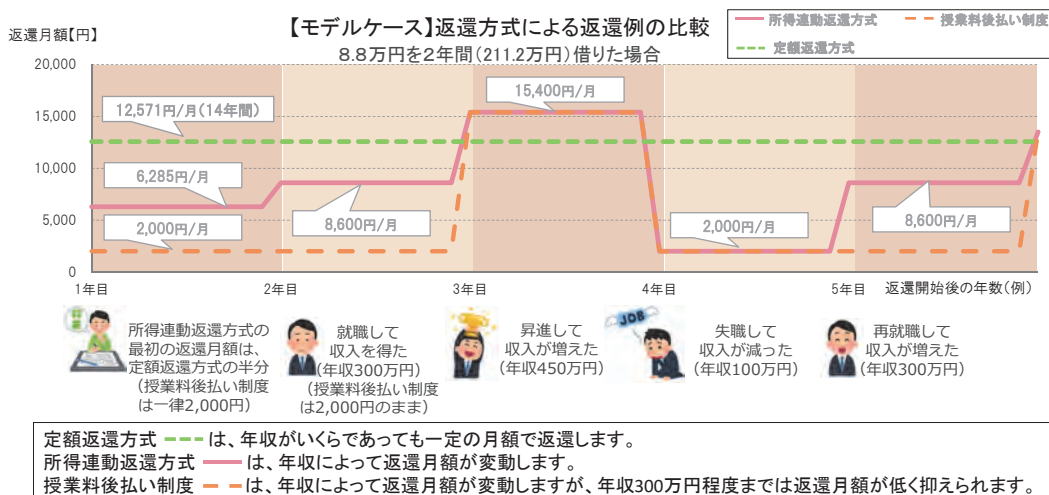 【モデルケース】返還方式による返還例の比較
8.8万円を2年間(211.2万円)借りた場合
所得連動返還方式
授業料後払い制度
定額返還方式
返還月額【円】
20,000
15,000
10,000
5,000
0
12,571円/月(14年間)
6,285円/月
2,000円/月
8,600円/月
15,400円/月
2,000円/月
8,600円/月
1年目
2年目
3年目
4年目
5年目
返還開始後の年数(例)
所得連動返還方式の
最初の返還月額は、
定額返還方式の半分
(授業料後払い制度
は一律2,000円)
就職して
収入を得た
(年収300万円)
(授業料後払い制度
は2,000円のまま)
昇進して
収入が増えた
(年収450万円)
JOB
失職して
収入が減った
(年収100万円)
再就職して
収入が増えた
(年収300万円)
定額返還方式 は、年収がいくらであっても一定の月額で返還します。
所得連動返還方式 は、年収によって返還月額が変動します。
授業料後払い制度 は、年収によって返還月額が変動しますが、年収300万円程度までは返還月額が低く抑えられます。